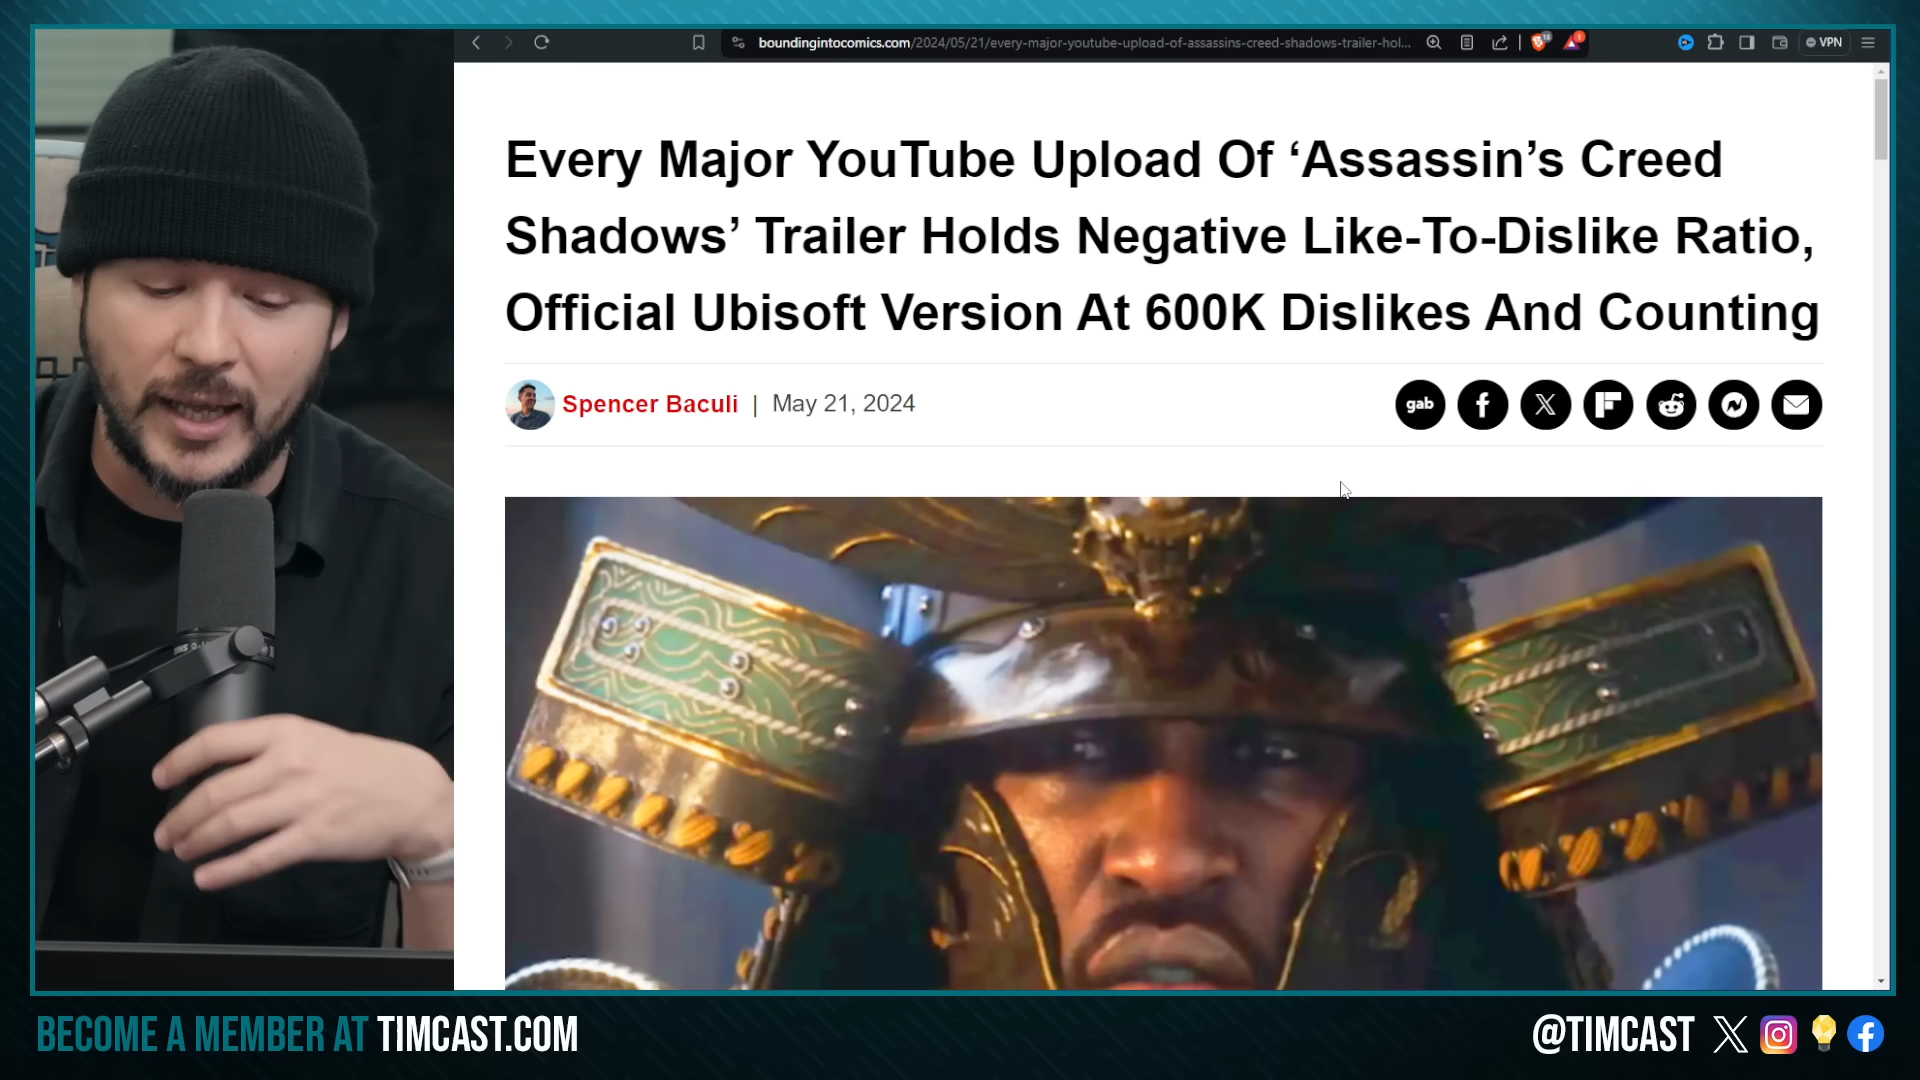 boundingintocomics.com/2024/05/21/every-major-youtube-upload-of-assassins-creed-shadows-trailer-hol...
VPN
Every Major YouTube Upload Of ‘Assassin’s Creed
Shadows’ Trailer Holds Negative Like-To-Dislike Ratio,
Official Ubisoft Version At 600K Dislikes And Counting
Spencer Baculi | May 21, 2024
gab
BECOME A MEMBER AT TIMCAST.COM
@TIMCAST